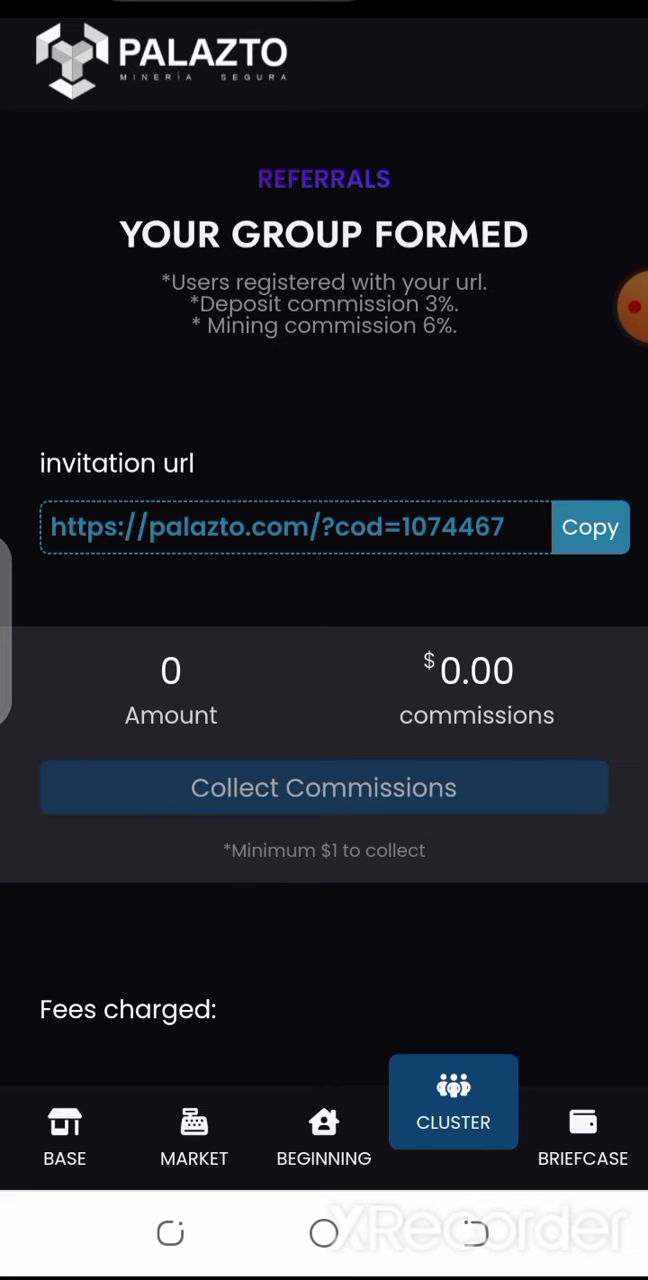 PALAZTO
MINERÍA SEGURA
REFERRALS
YOUR GROUP FORMED
*Users registered with your url.
*Deposit commission 3%.
* Mining commission 6%.
invitation url
https://palazto.com/?cod=1074467 Copy
0 $0.00
Amount commissions
Collect Commissions
*Minimum $1 to collect
Fees charged:
BASE MARKET BEGINNING CLUSTER BRIEFCASE
XRecorder